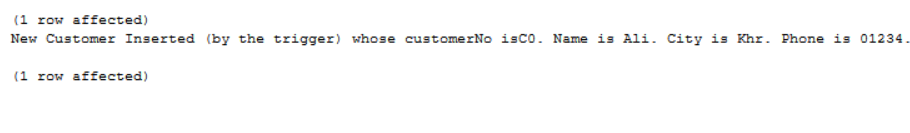 (1 row affected)
New Customer Inserted (by the trigger) whose customerNo isC0. Name is Ali. City is Khr. Phone is 01234.
(1 row affected)